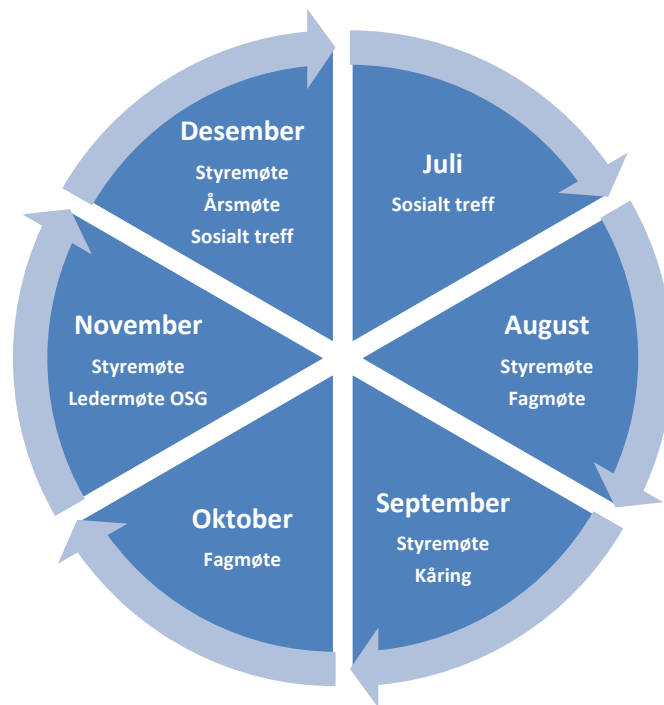 Juli
Sosialt treff
August
Styremøte
Fagmøte
September
Styremøte
Kåring
Oktober
Fagmøte
November
Styremøte
Ledermøte OSG
Desember
Styremøte
Årsmøte
Sosialt treff